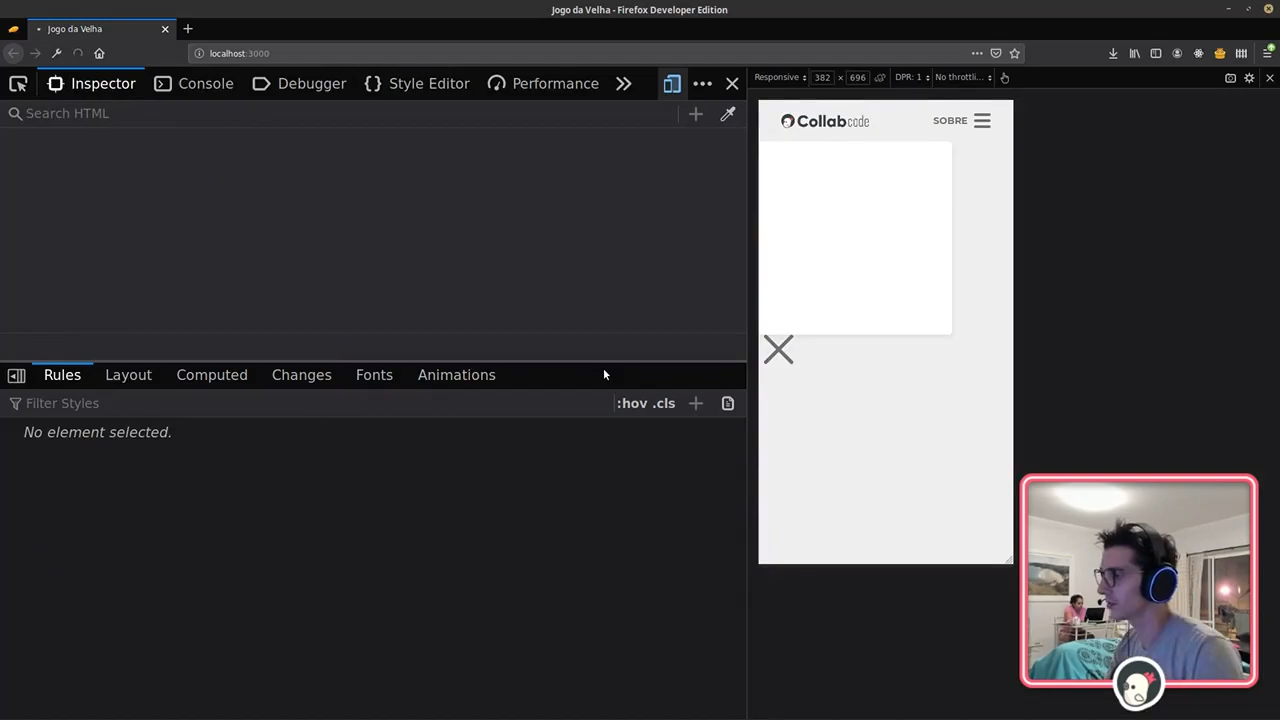 Jogo da Velha - Firefox Developer Edition
Jogo da Velha
localhost:3000
Inspector
Console
Debugger
Style Editor
Performance
Responsive
382 × 696
DPR: 1
No throttli...
Search HTML
Collabcode
SOBRE
Rules
Layout
Computed
Changes
Fonts
Animations
Filter Styles
:hov .cls
No element selected.